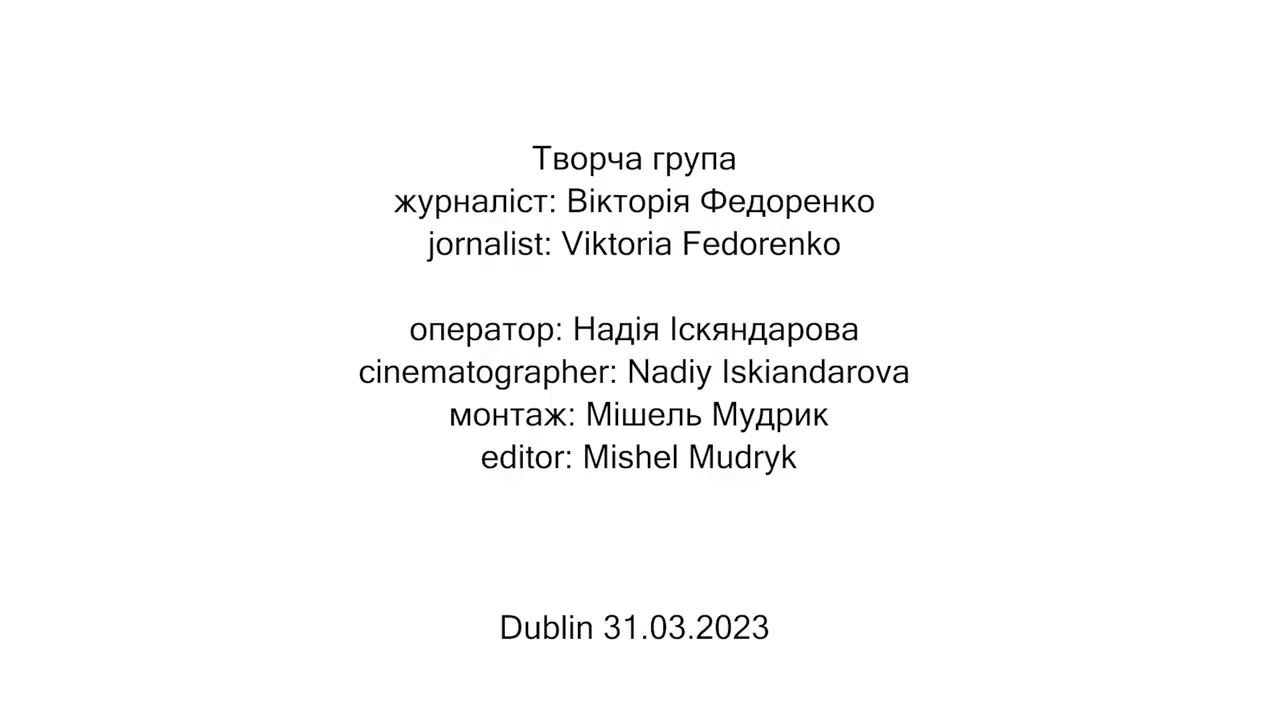 Творча група
журналіст: Вікторія Федоренко
jornalist: Viktoria Fedorenko
оператор: Надія Іскяндарова
cinematographer: Nadiy Iskiandarova
монтаж: Мішель Мудрик
editor: Mishel Mudryk
Dublin 31.03.2023